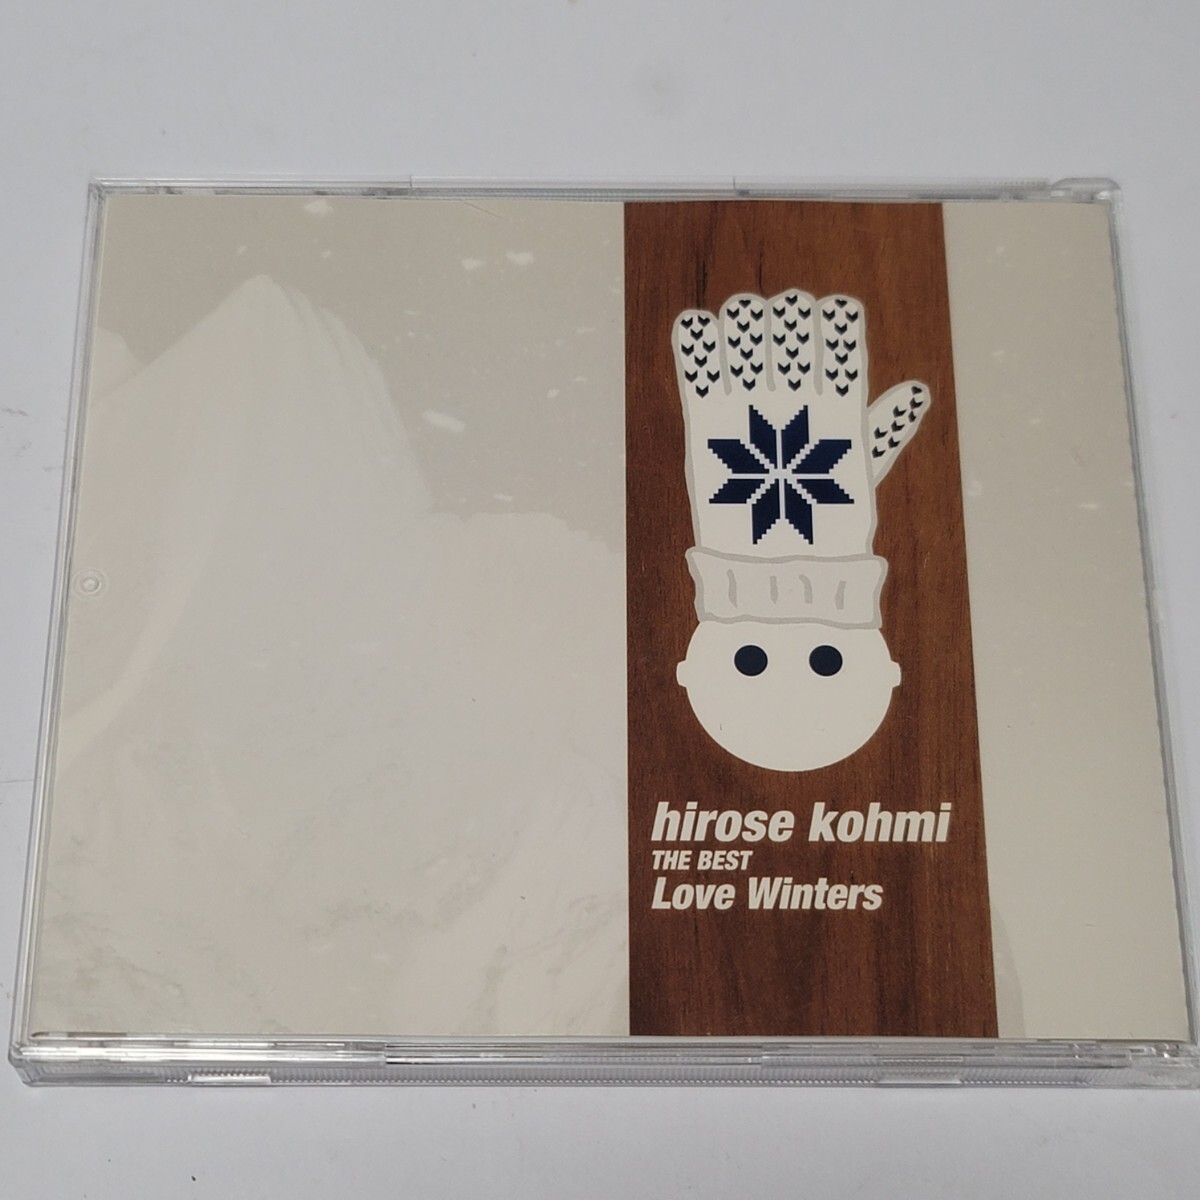 hirose kohmi
THE BEST
Love Winters